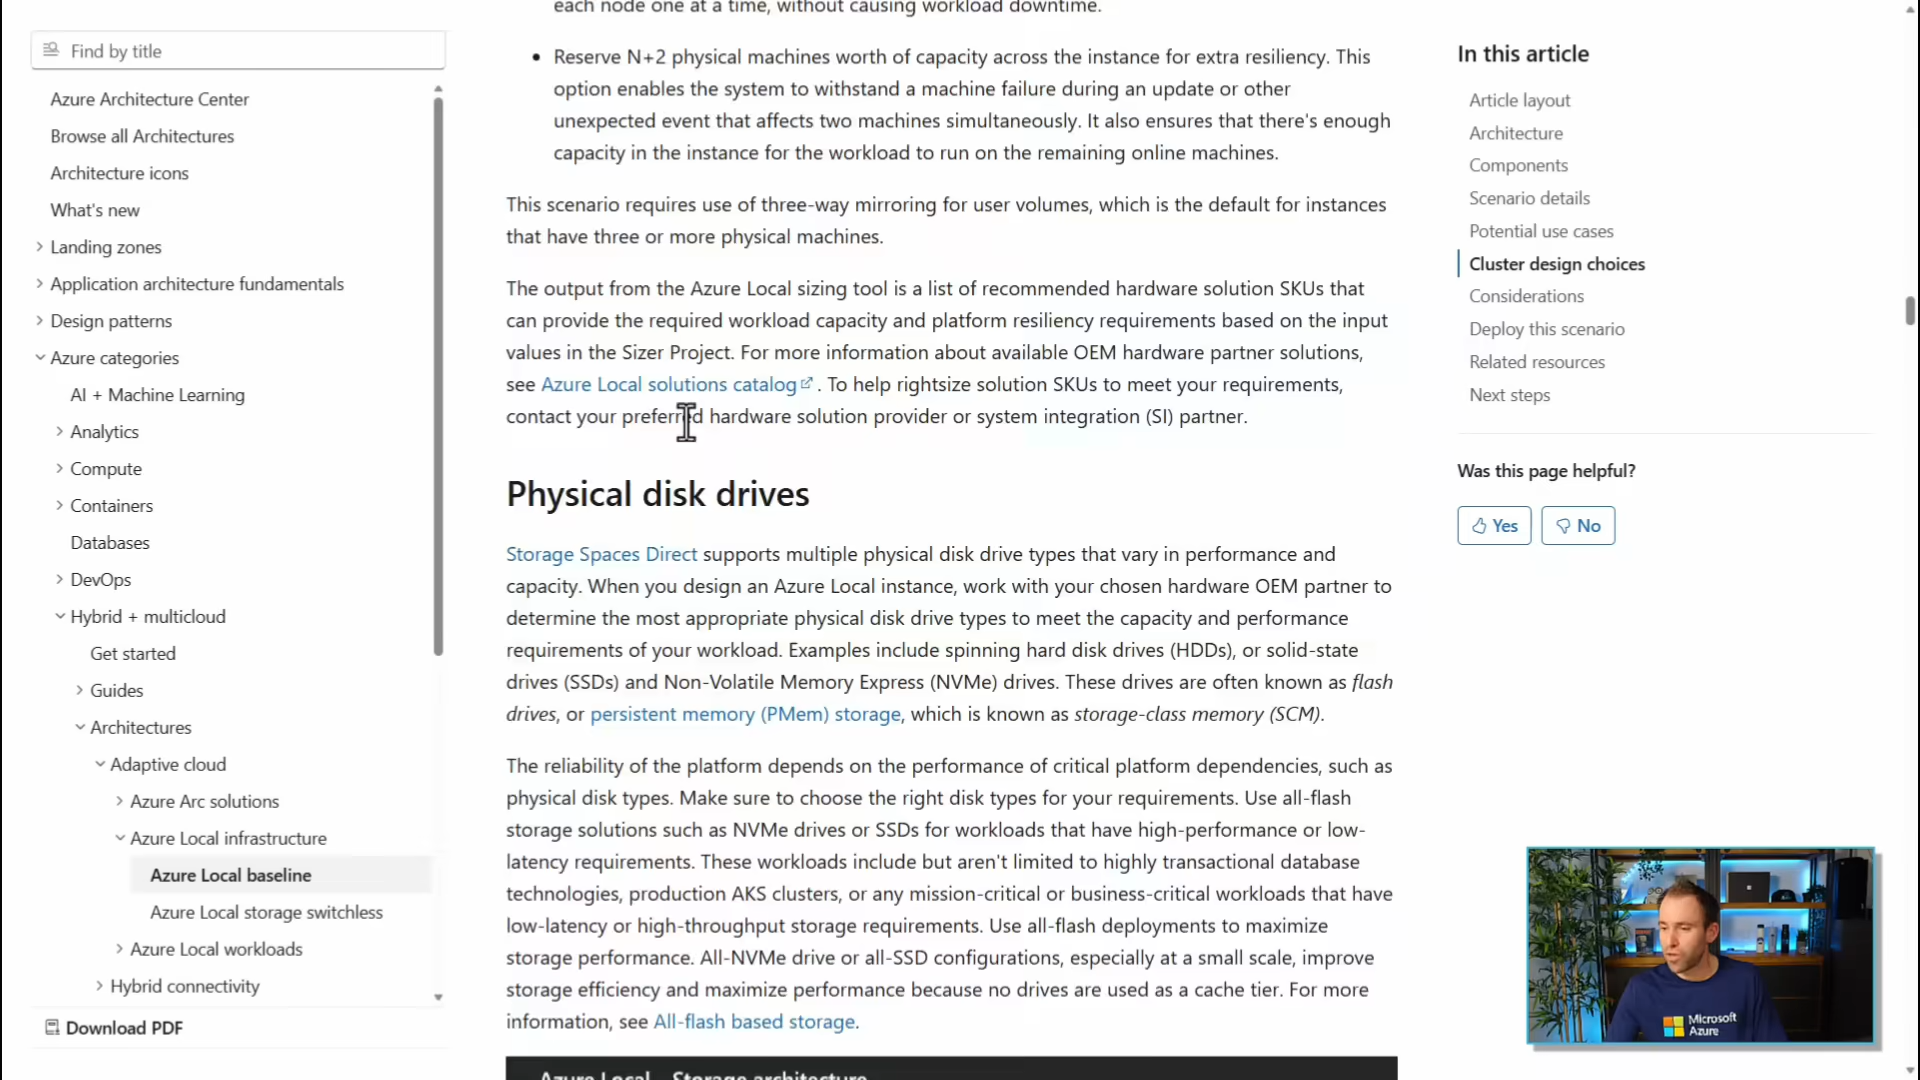 each node one at a time, without causing workload downtime.
Find by title
Azure Architecture Center
Browse all Architectures
Architecture icons
What's new
Landing zones
Application architecture fundamentals
Design patterns
Azure categories
AI + Machine Learning
Analytics
Compute
Containers
Databases
DevOps
Hybrid + multicloud
Get started
Guides
Architectures
Adaptive cloud
Azure Arc solutions
Azure Local infrastructure
Azure Local baseline
Azure Local storage switchless
Azure Local workloads
Hybrid connectivity
Download PDF
• Reserve N+2 physical machines worth of capacity across the instance for extra resiliency. This
option enables the system to withstand a machine failure during an update or other
unexpected event that affects two machines simultaneously. It also ensures that there's enough
capacity in the instance for the workload to run on the remaining online machines.
This scenario requires use of three-way mirroring for user volumes, which is the default for instances
that have three or more physical machines.
The output from the Azure Local sizing tool is a list of recommended hardware solution SKUs that
can provide the required workload capacity and platform resiliency requirements based on the input
values in the Sizer Project. For more information about available OEM hardware partner solutions,
see Azure Local solutions catalog. To help rightsize solution SKUs to meet your requirements,
contact your preferred hardware solution provider or system integration (SI) partner.
Physical disk drives
Storage Spaces Direct supports multiple physical disk drive types that vary in performance and
capacity. When you design an Azure Local instance, work with your chosen hardware OEM partner to
determine the most appropriate physical disk drive types to meet the capacity and performance
requirements of your workload. Examples include spinning hard disk drives (HDDs), or solid-state
drives (SSDs) and Non-Volatile Memory Express (NVMe) drives. These drives are often known as flash
drives, or persistent memory (PMem) storage, which is known as storage-class memory (SCM).
The reliability of the platform depends on the performance of critical platform dependencies, such as
physical disk types. Make sure to choose the right disk types for your requirements. Use all-flash
storage solutions such as NVMe drives or SSDs for workloads that have high-performance or low-
latency requirements. These workloads include but aren't limited to highly transactional database
technologies, production AKS clusters, or any mission-critical or business-critical workloads that have
low-latency or high-throughput storage requirements. Use all-flash deployments to maximize
storage performance. All-NVMe drive or all-SSD configurations, especially at a small scale, improve
storage efficiency and maximize performance because no drives are used as a cache tier. For more
information, see All-flash based storage.
Azure Local – Storage architecture
In this article
Article layout
Architecture
Components
Scenario details
Potential use cases
Cluster design choices
Considerations
Deploy this scenario
Related resources
Next steps
Was this page helpful?
Yes
No
Microsoft
Azure